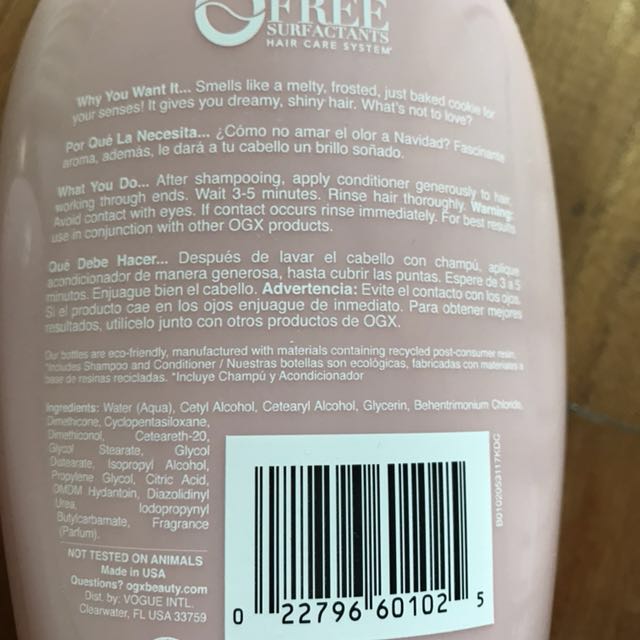 FREE
SURFACTANTS
HAIR CARE SYSTEM
Why You Want It... Smells like a melty, frosted, just baked cookie for
your senses! It gives you dreamy, shiny hair. What's not to love?
Por Qué La Necesita... ¿Cómo no amar el olor a Navidad? Fascinante
aroma, además, le dará a tu cabello un brillo soñado.
What You Do... After shampooing, apply conditioner generously to hair,
working through ends. Wait 3-5 minutes. Rinse hair thoroughly. Warning:
Avoid contact with eyes. If contact occurs rinse immediately. For best results
use in conjunction with other OGX products.
Qué Debe Hacer... Después de lavar el cabello con champú, aplique
acondicionador de manera generosa, hasta cubrir las puntas. Espere de 3 a 5
minutos. Enjuague bien el cabello. Advertencia: Evite el contacto con los ojos.
Si el producto cae en los ojos enjuague de inmediato. Para obtener mejores
resultados, utilícelo junto con otros productos de OGX.
Our bottles are eco-friendly, manufactured with materials containing recycled post-consumer resin.
*Includes Shampoo and Conditioner / Nuestras botellas son ecológicas, fabricadas con materiales a
base de resinas recicladas. *Incluye Champú y Acondicionador
Ingredients: Water (Aqua), Cetyl Alcohol, Cetearyl Alcohol, Glycerin, Behentrimonium Chloride,
Dimethicone, Cyclopentasiloxane,
Dimethiconol, Ceteareth-20,
Glycol Stearate, Glycol
Distearate, Isopropyl Alcohol,
Propylene Glycol, Citric Acid,
DMDM Hydantoin, Diazolidinyl
Urea, Iodopropynyl
Butylcarbamate, Fragrance
(Parfum).
NOT TESTED ON ANIMALS
Made in USA
Questions? ogxbeauty.com
Dist. by: VOGUE INTL.
Clearwater, FL USA 33759
B0102053117KDC
0 22796 60102 5